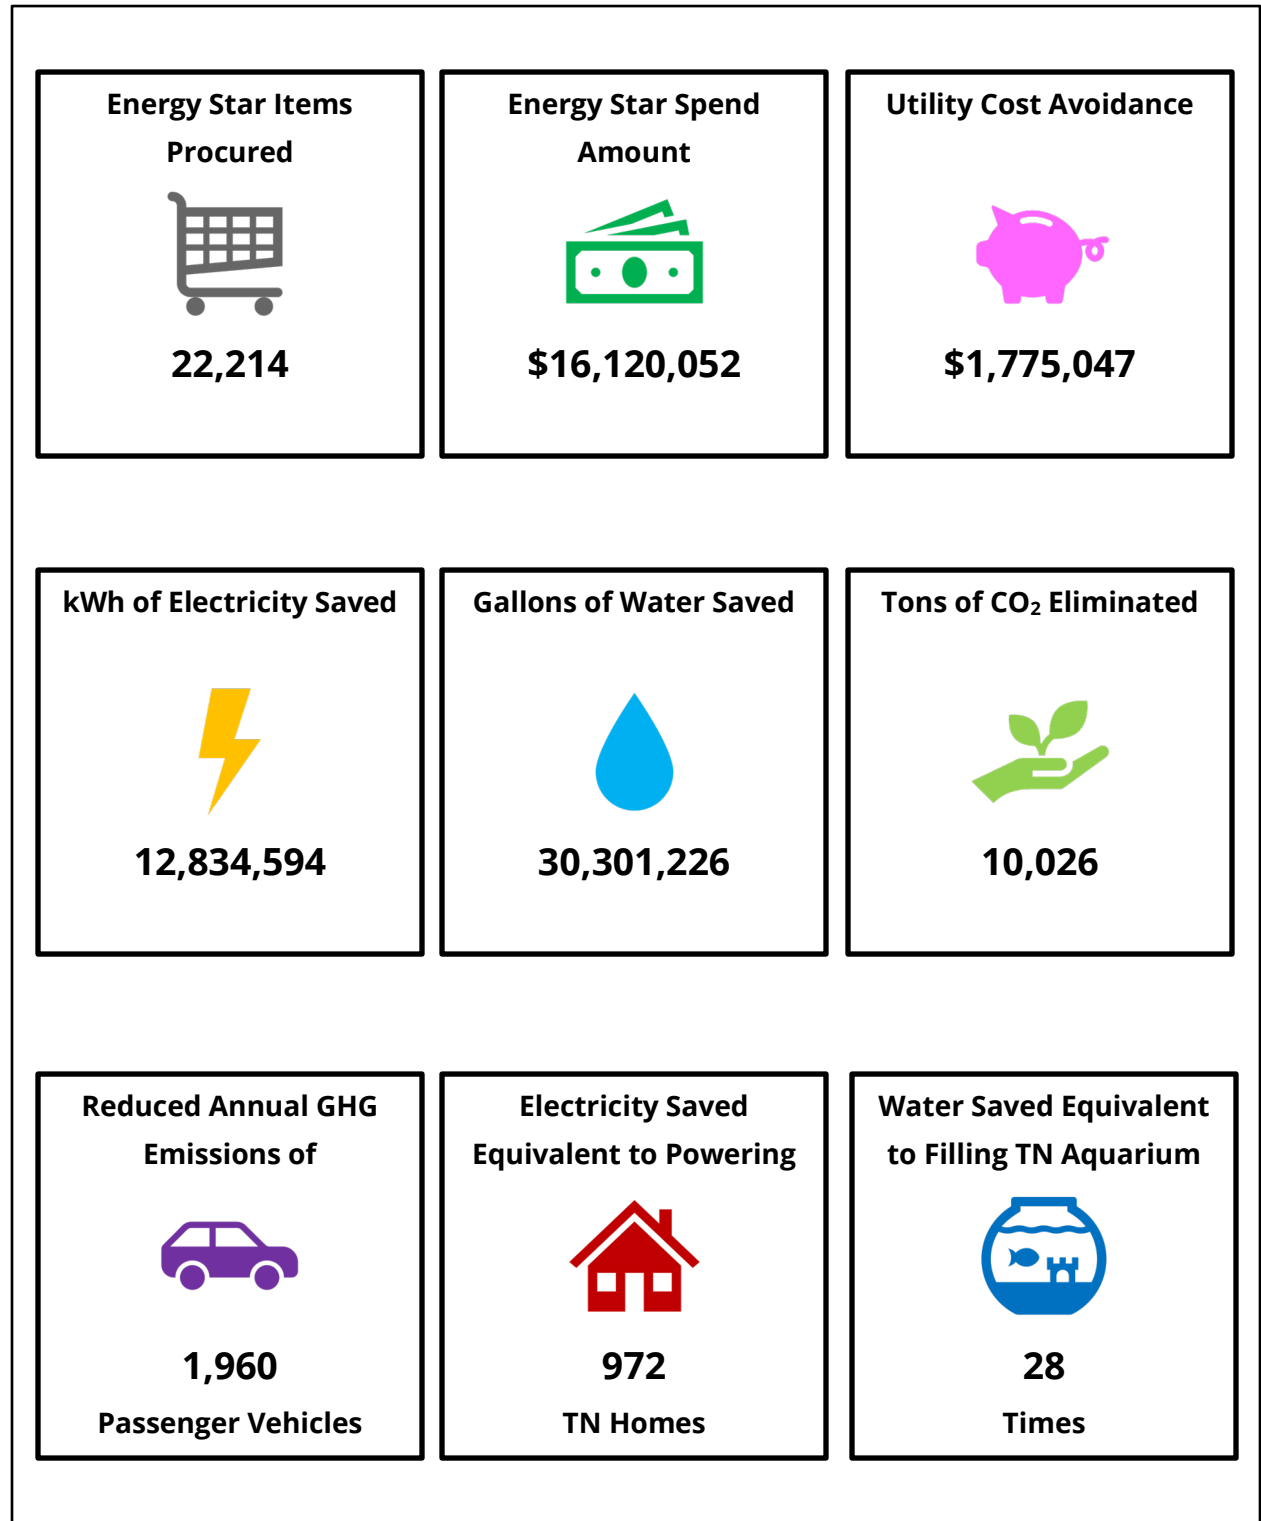 Energy Star Items
Procured
22,214
Energy Star Spend
Amount
$16,120,052
Utility Cost Avoidance
$1,775,047
kWh of Electricity Saved
12,834,594
Gallons of Water Saved
30,301,226
Tons of CO₂ Eliminated
10,026
Reduced Annual GHG
Emissions of
1,960
Passenger Vehicles
Electricity Saved
Equivalent to Powering
972
TN Homes
Water Saved Equivalent
to Filling TN Aquarium
28
Times